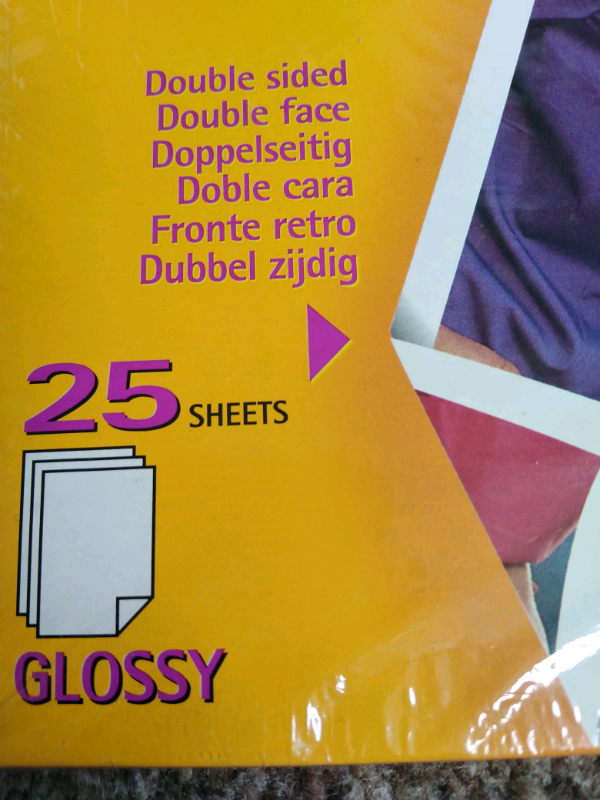 Double sided
Double face
Doppelseitig
Doble cara
Fronte retro
Dubbel zijdig
25 SHEETS
GLOSSY